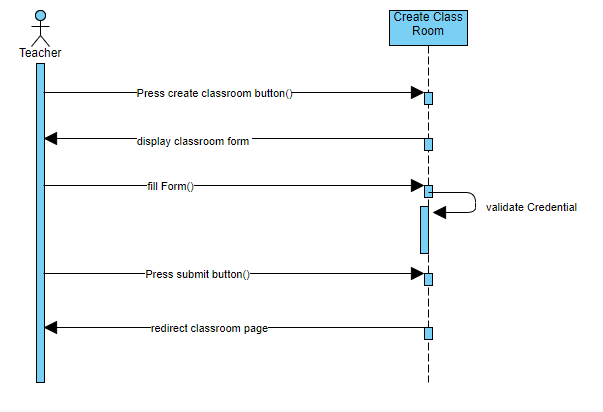 Create Class
Room
Teacher
Press create classroom button()
display classroom form
fill Form()
validate Credential
Press submit button()
redirect classroom page